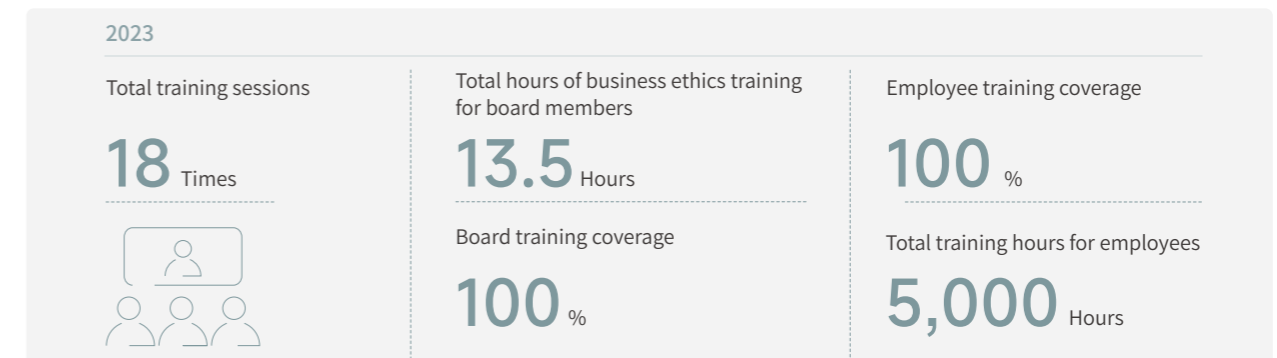 2023
Total training sessions
18 Times
Total hours of business ethics training
for board members
13.5 Hours
Board training coverage
100 %
Employee training coverage
100 %
Total training hours for employees
5,000 Hours